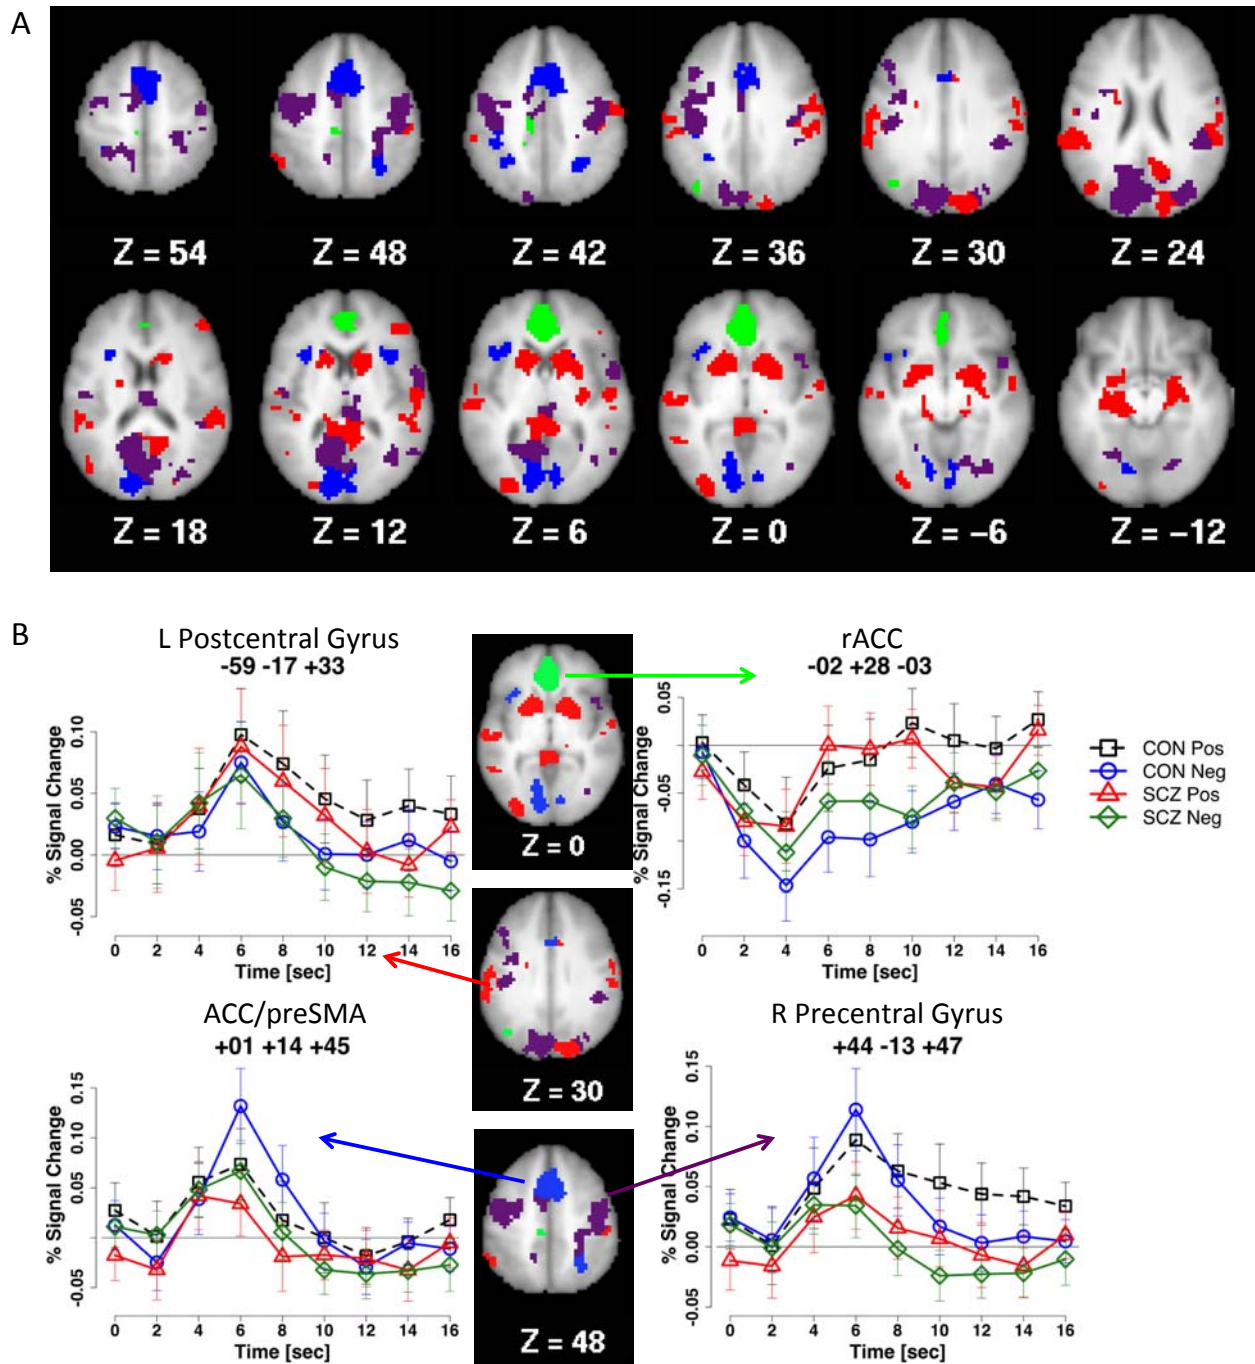 A
Z = 54
Z = 48
Z = 42
Z = 36
Z = 30
Z = 24
Z = 18
Z = 12
Z = 6
Z = 0
Z = −6
Z = −12
B
L Postcentral Gyrus
-59 -17 +33
% Signal Change
0.10
0.05
0.00
-0.05
0 2 4 6 8 10 12 14 16
Time [sec]
Z = 0
rACC
-02 +28 -03
% Signal Change
0.05
-0.05
-0.15
0 2 4 6 8 10 12 14 16
Time [sec]
CON Pos
CON Neg
SCZ Pos
SCZ Neg
Z = 30
ACC/preSMA
+01 +14 +45
% Signal Change
0.15
0.10
0.05
-0.05
0 2 4 6 8 10 12 14 16
Time [sec]
Z = 48
R Precentral Gyrus
+44 -13 +47
% Signal Change
0.15
0.10
0.05
0.00
-0.05
0 2 4 6 8 10 12 14 16
Time [sec]